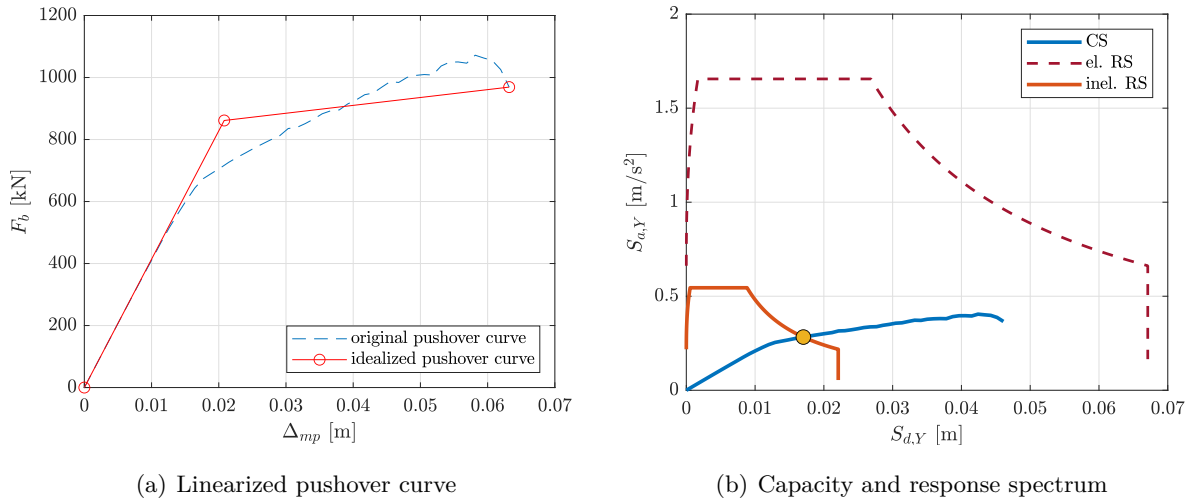 1200
1000
800
600
400
200
0
F_b [kN]
0 0.01 0.02 0.03 0.04 0.05 0.06 0.07
Δ_mp [m]
original pushover curve
idealized pushover curve
(a) Linearized pushover curve
2
1.5
1
0.5
0
S_a,Y [m/s²]
0 0.01 0.02 0.03 0.04 0.05 0.06 0.07
S_d,Y [m]
CS
el. RS
inel. RS
(b) Capacity and response spectrum